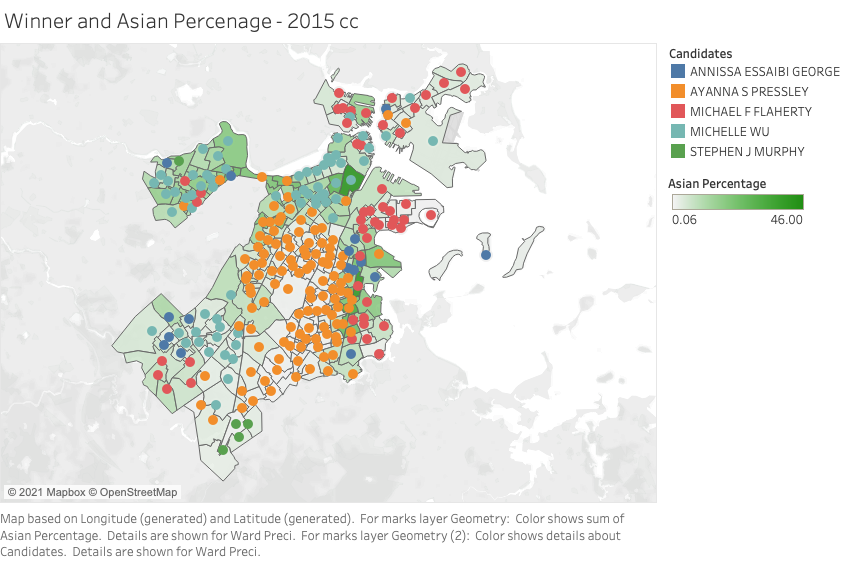 Winner and Asian Percenage - 2015 cc
Candidates
ANNISSA ESSAIBI GEORGE
AYANNA S PRESSLEY
MICHAEL F FLAHERTY
MICHELLE WU
STEPHEN J MURPHY
Asian Percentage
0.06 46.00
© 2021 Mapbox © OpenStreetMap
Map based on Longitude (generated) and Latitude (generated). For marks layer Geometry: Color shows sum of
Asian Percentage. Details are shown for Ward Preci. For marks layer Geometry (2): Color shows details about
Candidates. Details are shown for Ward Preci.